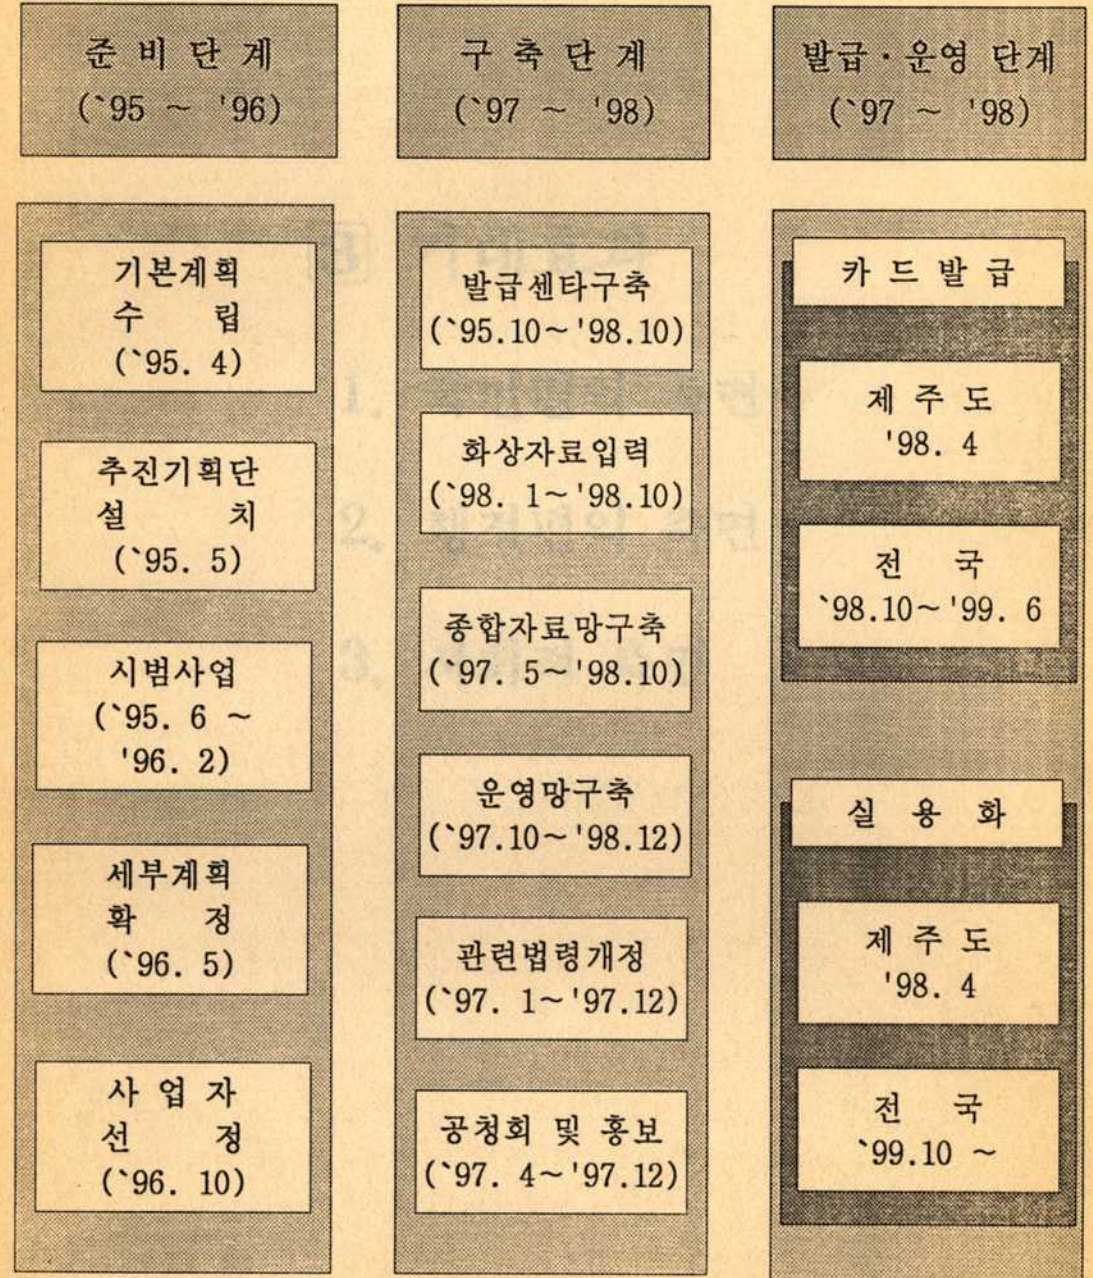 준 비 단 계
(`95 ~ '96)
기본계획
수 립
(`95. 4)
추진기획단
설 치
(`95. 5)
시범사업
(`95. 6 ~
'96. 2)
세부계획
확 정
(`96. 5)
사 업 자
선 정
(`96. 10)
구 축 단 계
(`97 ~ '98)
발급센타구축
(`95.10~'98.10)
화상자료입력
(`98. 1~'98.10)
종합자료망구축
(`97. 5~'98.10)
운영망구축
(`97.10~'98.12)
관련법령개정
(`97. 1~'97.12)
공청회 및 홍보
(`97. 4~'97.12)
발급·운영 단계
(`97 ~ '98)
카 드 발 급
제 주 도
'98. 4
전 국
`98.10~'99. 6
실 용 화
제 주 도
'98. 4
전 국
`99.10 ~